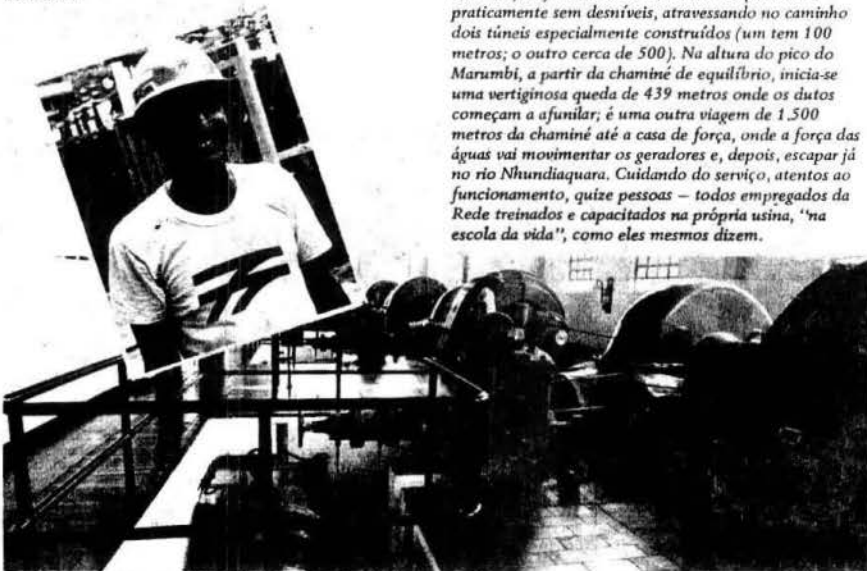 praticamente sem desníveis, atravessando no caminho
dois túneis especialmente construídos (um tem 100
metros; o outro cerca de 500). Na altura do pico do
Marumbi, a partir da chaminé de equilíbrio, inicia-se
uma vertiginosa queda de 439 metros onde os dutos
começam a afunilar; é uma outra viagem de 1.500
metros da chaminé até a casa de força, onde a força das
águas vai movimentar os geradores e, depois, escapar já
no rio Nhundiaquara. Cuidando do serviço, atentos ao
funcionamento, quize pessoas — todos empregados da
Rede treinados e capacitados na própria usina, "na
escola da vida", como eles mesmos dizem.